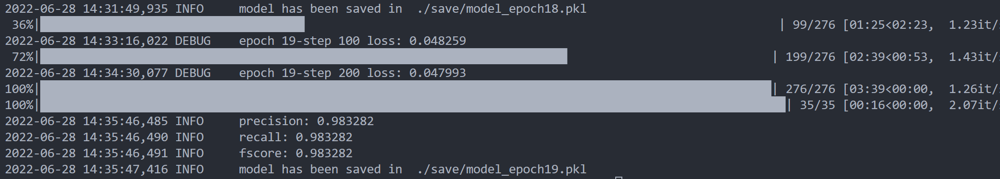 2022-06-28 14:31:49,935 INFO     model has been saved in  ./save/model_epoch18.pkl
 36%|                                                                                                        | 99/276 [01:25<02:23,  1.23it/s
2022-06-28 14:33:16,022 DEBUG    epoch 19-step 100 loss: 0.048259
 72%|                                                                                                       | 199/276 [02:39<00:53,  1.43it/s
2022-06-28 14:34:30,077 DEBUG    epoch 19-step 200 loss: 0.047993
100%|                                                                                                       | 276/276 [03:39<00:00,  1.26it/s
100%|                                                                                                         | 35/35 [00:16<00:00,  2.07it/s
2022-06-28 14:35:46,485 INFO     precision: 0.983282
2022-06-28 14:35:46,490 INFO     recall: 0.983282
2022-06-28 14:35:46,491 INFO     fscore: 0.983282
2022-06-28 14:35:47,416 INFO     model has been saved in  ./save/model_epoch19.pkl